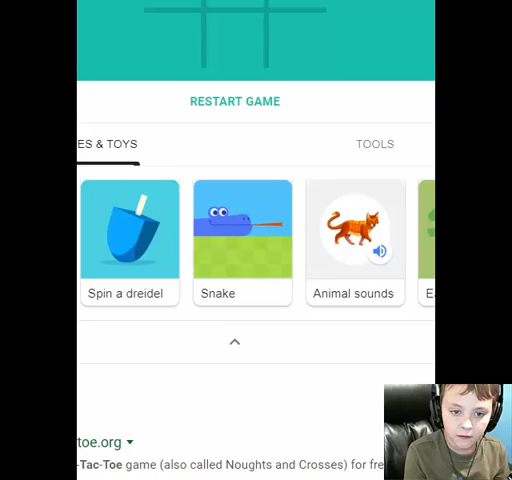 RESTART GAME
ES & TOYS
TOOLS
Spin a dreidel
Snake
Animal sounds
toe.org
-Tac-Toe game (also called Noughts and Crosses) for fre